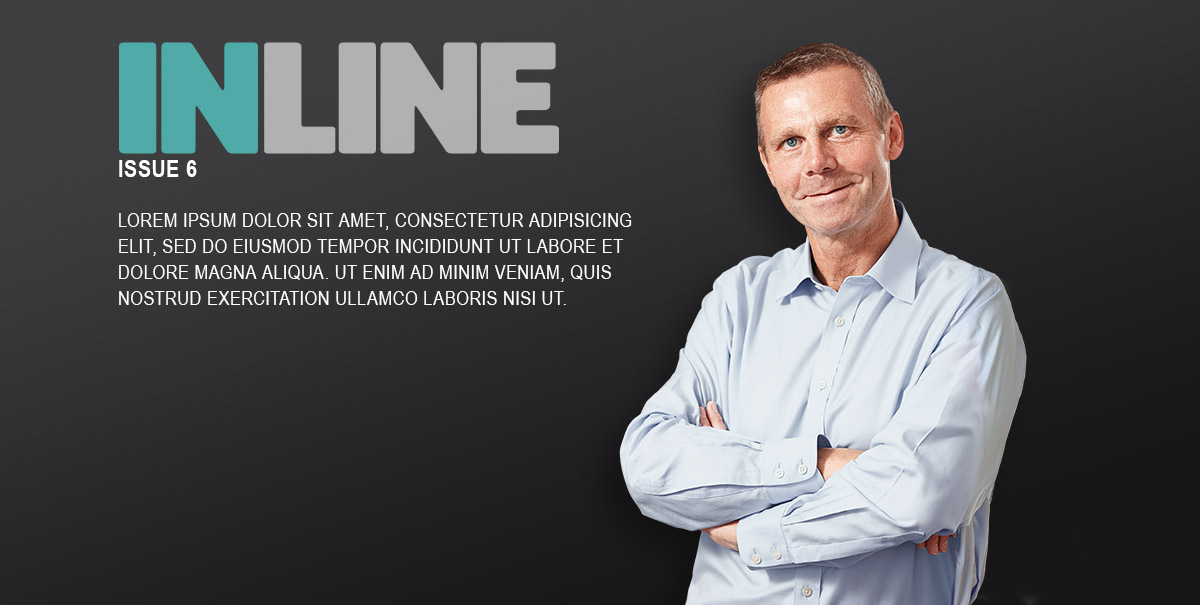 INLINE
ISSUE 6
LOREM IPSUM DOLOR SIT AMET, CONSECTETUR ADIPISICING
ELIT, SED DO EIUSMOD TEMPOR INCIDIDUNT UT LABORE ET
DOLORE MAGNA ALIQUA. UT ENIM AD MINIM VENIAM, QUIS
NOSTRUD EXERCITATION ULLAMCO LABORIS NISI UT.